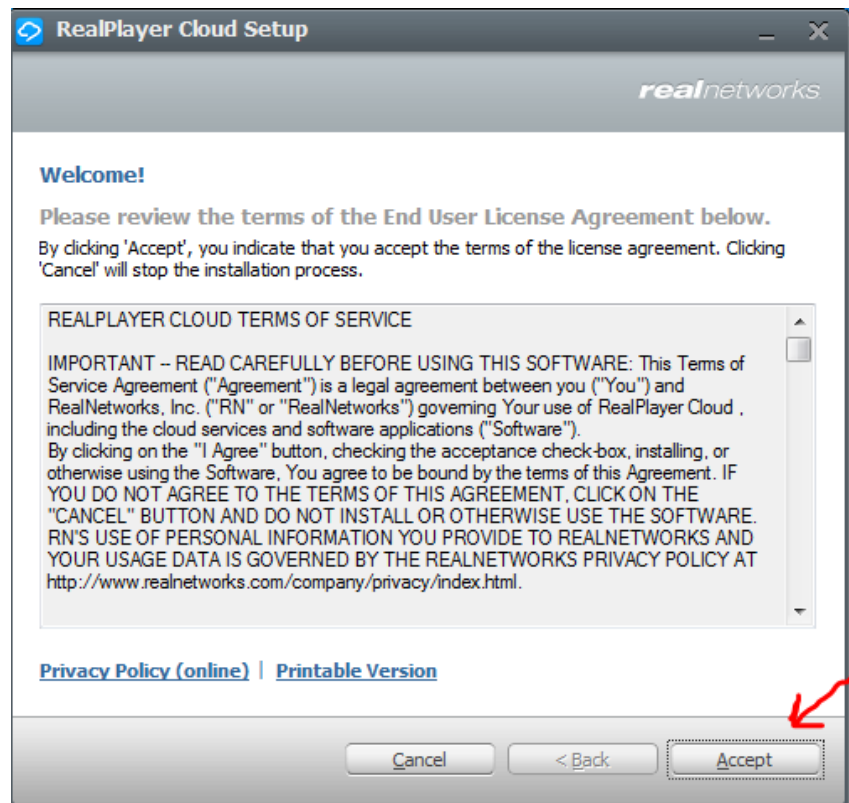 RealPlayer Cloud Setup
realnetworks
Welcome!
Please review the terms of the End User License Agreement below.
By clicking 'Accept', you indicate that you accept the terms of the license agreement. Clicking
'Cancel' will stop the installation process.
REALPLAYER CLOUD TERMS OF SERVICE
IMPORTANT -- READ CAREFULLY BEFORE USING THIS SOFTWARE: This Terms of
Service Agreement ("Agreement") is a legal agreement between you ("You") and
RealNetworks, Inc. ("RN" or "RealNetworks") governing Your use of RealPlayer Cloud ,
including the cloud services and software applications ("Software").
By clicking on the "I Agree" button, checking the acceptance check-box, installing, or
otherwise using the Software, You agree to be bound by the terms of this Agreement. IF
YOU DO NOT AGREE TO THE TERMS OF THIS AGREEMENT, CLICK ON THE
"CANCEL" BUTTON AND DO NOT INSTALL OR OTHERWISE USE THE SOFTWARE.
RN'S USE OF PERSONAL INFORMATION YOU PROVIDE TO REALNETWORKS AND
YOUR USAGE DATA IS GOVERNED BY THE REALNETWORKS PRIVACY POLICY AT
http://www.realnetworks.com/company/privacy/index.html.
Privacy Policy (online) | Printable Version
Cancel < Back Accept